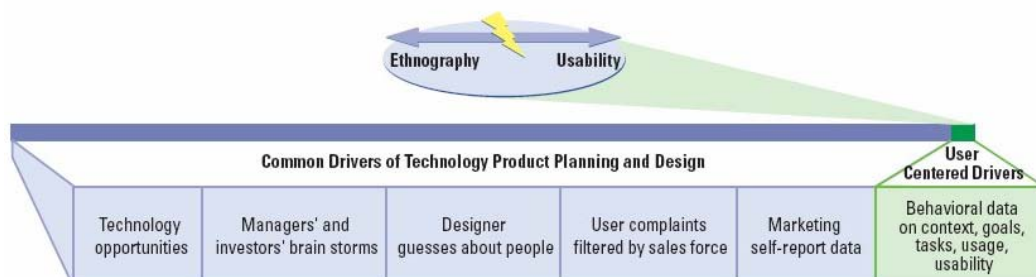 Ethnography Usability
Common Drivers of Technology Product Planning and Design
User
Centered Drivers
Technology
opportunities
Managers' and
investors' brain storms
Designer
guesses about people
User complaints
filtered by sales force
Marketing
self-report data
Behavioral data
on context, goals,
tasks, usage,
usability